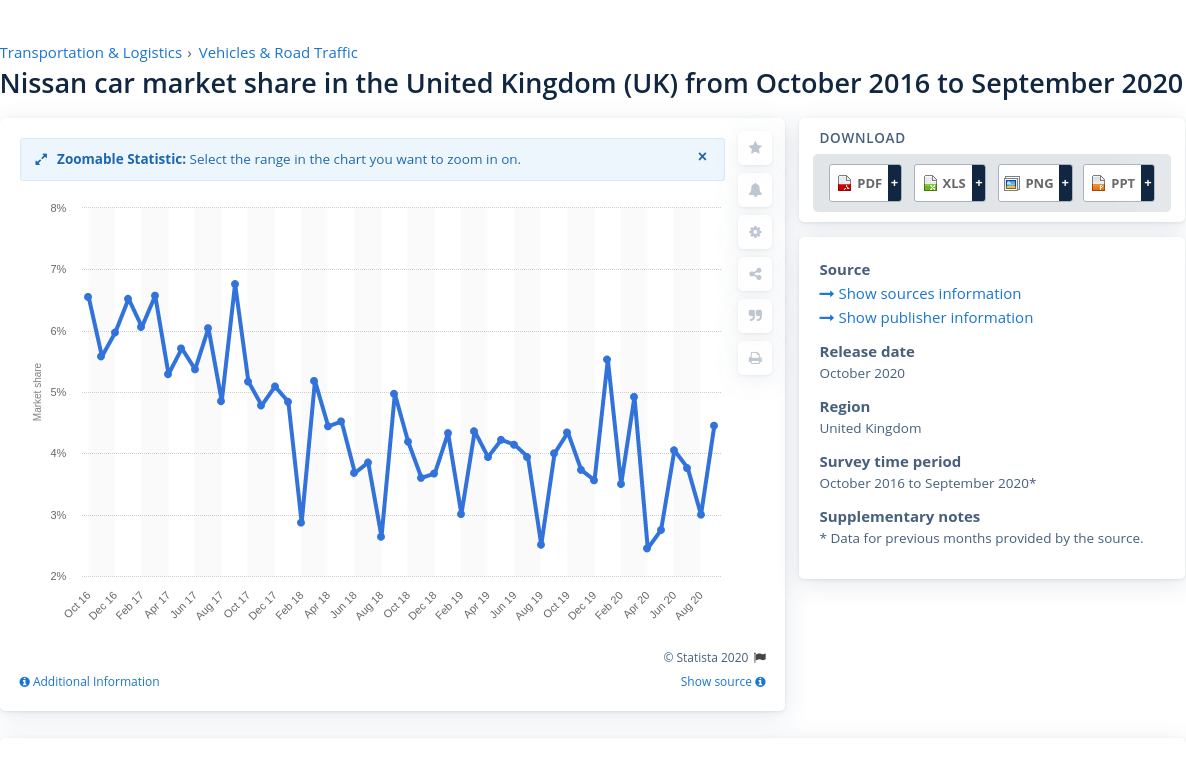 Transportation & Logistics › Vehicles & Road Traffic
Nissan car market share in the United Kingdom (UK) from October 2016 to September 2020
Zoomable Statistic: Select the range in the chart you want to zoom in on. ×
8%
7%
6%
5%
4%
3%
2%
Market share
Oct 16
Dec 16
Feb 17
Apr 17
Jun 17
Aug 17
Oct 17
Dec 17
Feb 18
Apr 18
Jun 18
Aug 18
Oct 18
Dec 18
Feb 19
Apr 19
Jun 19
Aug 19
Oct 19
Dec 19
Feb 20
Apr 20
Jun 20
Aug 20
© Statista 2020
Additional Information
Show source
DOWNLOAD
PDF + XLS + PNG + PPT +
Source
Show sources information
Show publisher information
Release date
October 2020
Region
United Kingdom
Survey time period
October 2016 to September 2020*
Supplementary notes
* Data for previous months provided by the source.